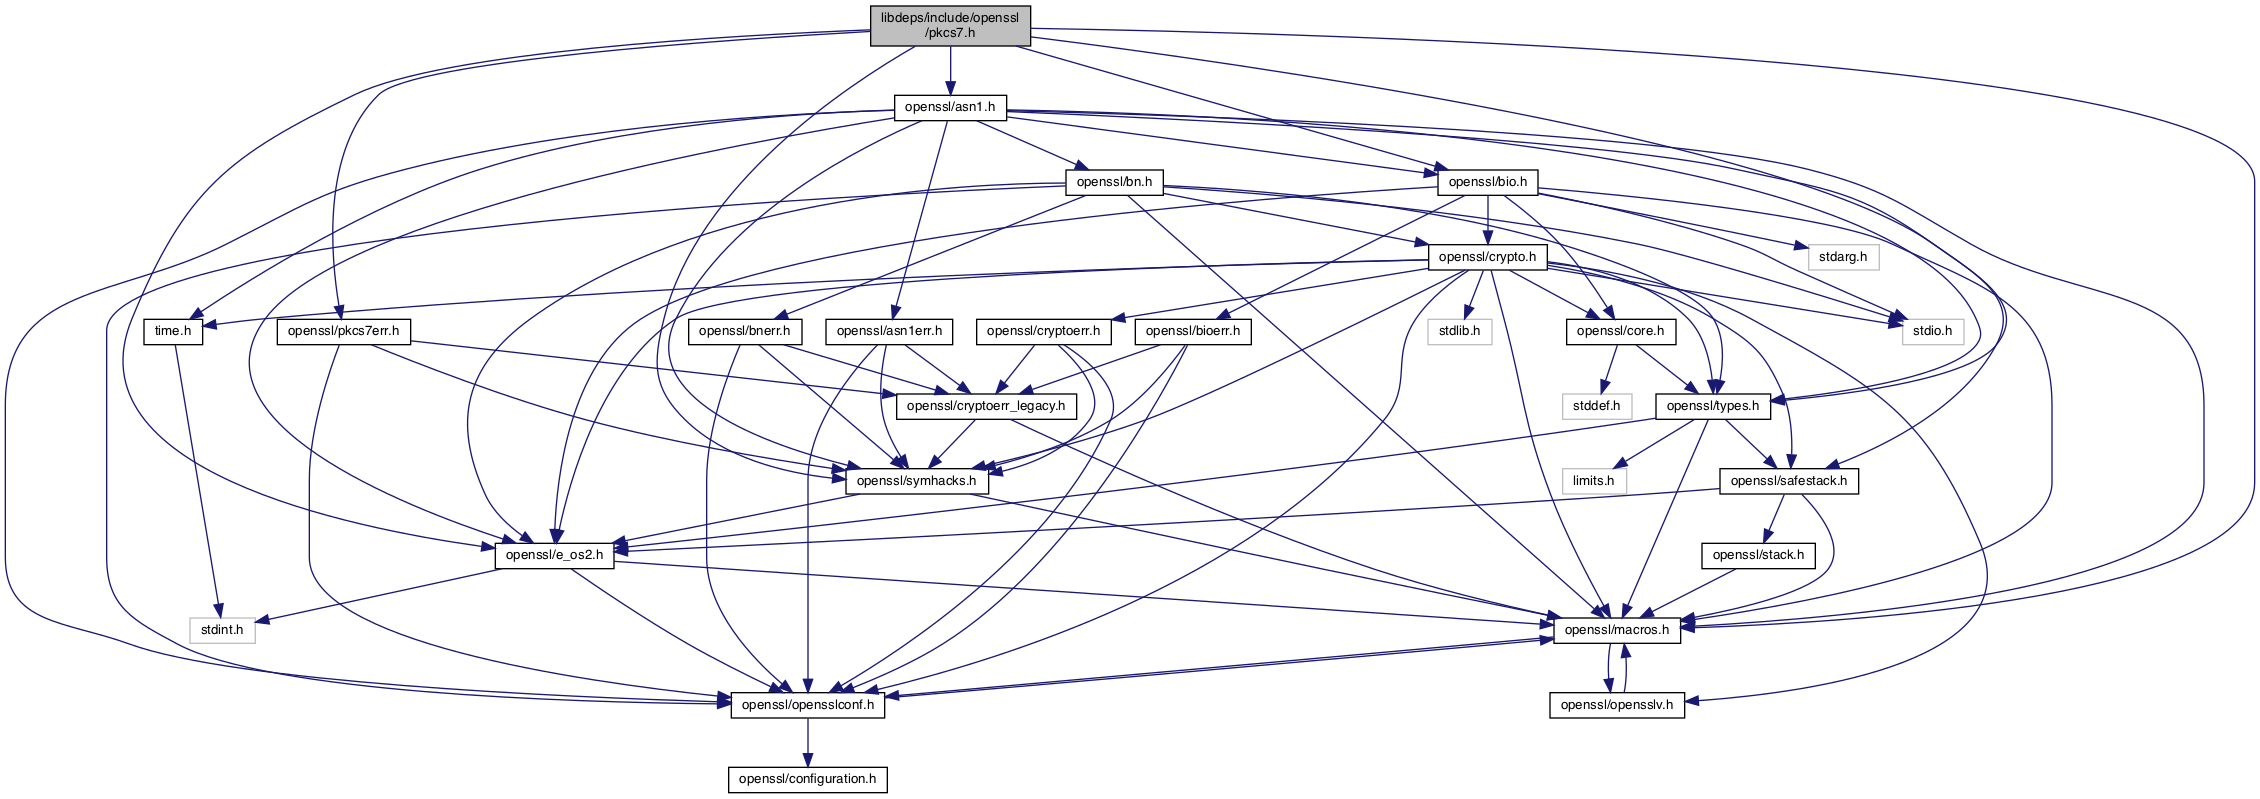 libdeps/include/openssl
/pkcs7.h
openssl/asn1.h
openssl/bn.h
openssl/bio.h
openssl/crypto.h
stdarg.h
time.h
openssl/pkcs7err.h
openssl/bnerr.h
openssl/asn1err.h
openssl/cryptoerr.h
openssl/bioerr.h
stdlib.h
openssl/core.h
stdio.h
openssl/cryptoerr_legacy.h
stddef.h
openssl/types.h
openssl/symhacks.h
limits.h
openssl/safestack.h
openssl/e_os2.h
openssl/stack.h
stdint.h
openssl/macros.h
openssl/opensslconf.h
openssl/opensslv.h
openssl/configuration.h